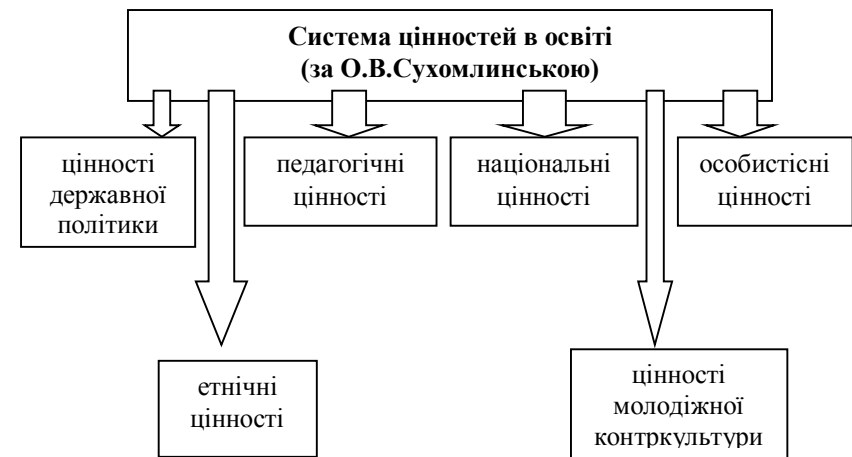 Система цінностей в освіті
(за О.В.Сухомлинською)
цінності
державної
політики
педагогічні
цінності
національні
цінності
особистісні
цінності
етнічні
цінності
цінності
молодіжної
контркультури